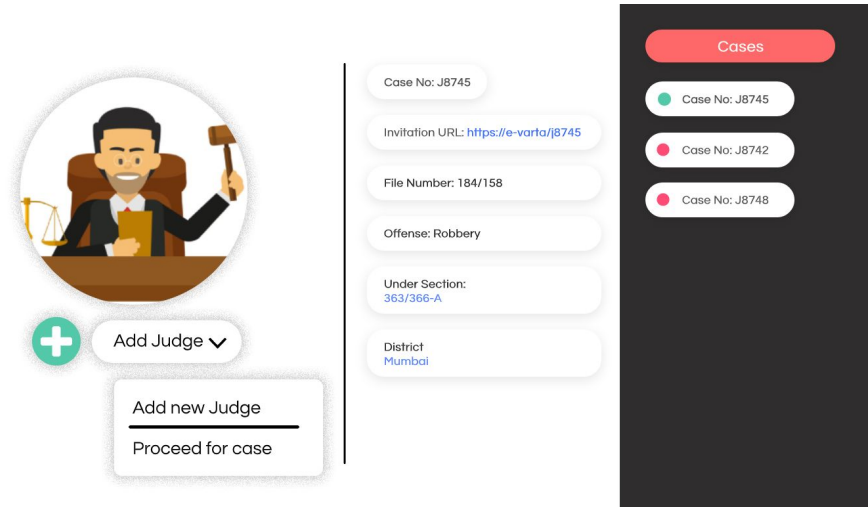 Add Judge
Add new Judge
Proceed for case
Case No: J8745
Invitation URL: https://e-varta/j8745
File Number: 184/158
Offense: Robbery
Under Section:
363/366-A
District
Mumbai
Cases
Case No: J8745
Case No: J8742
Case No: J8748